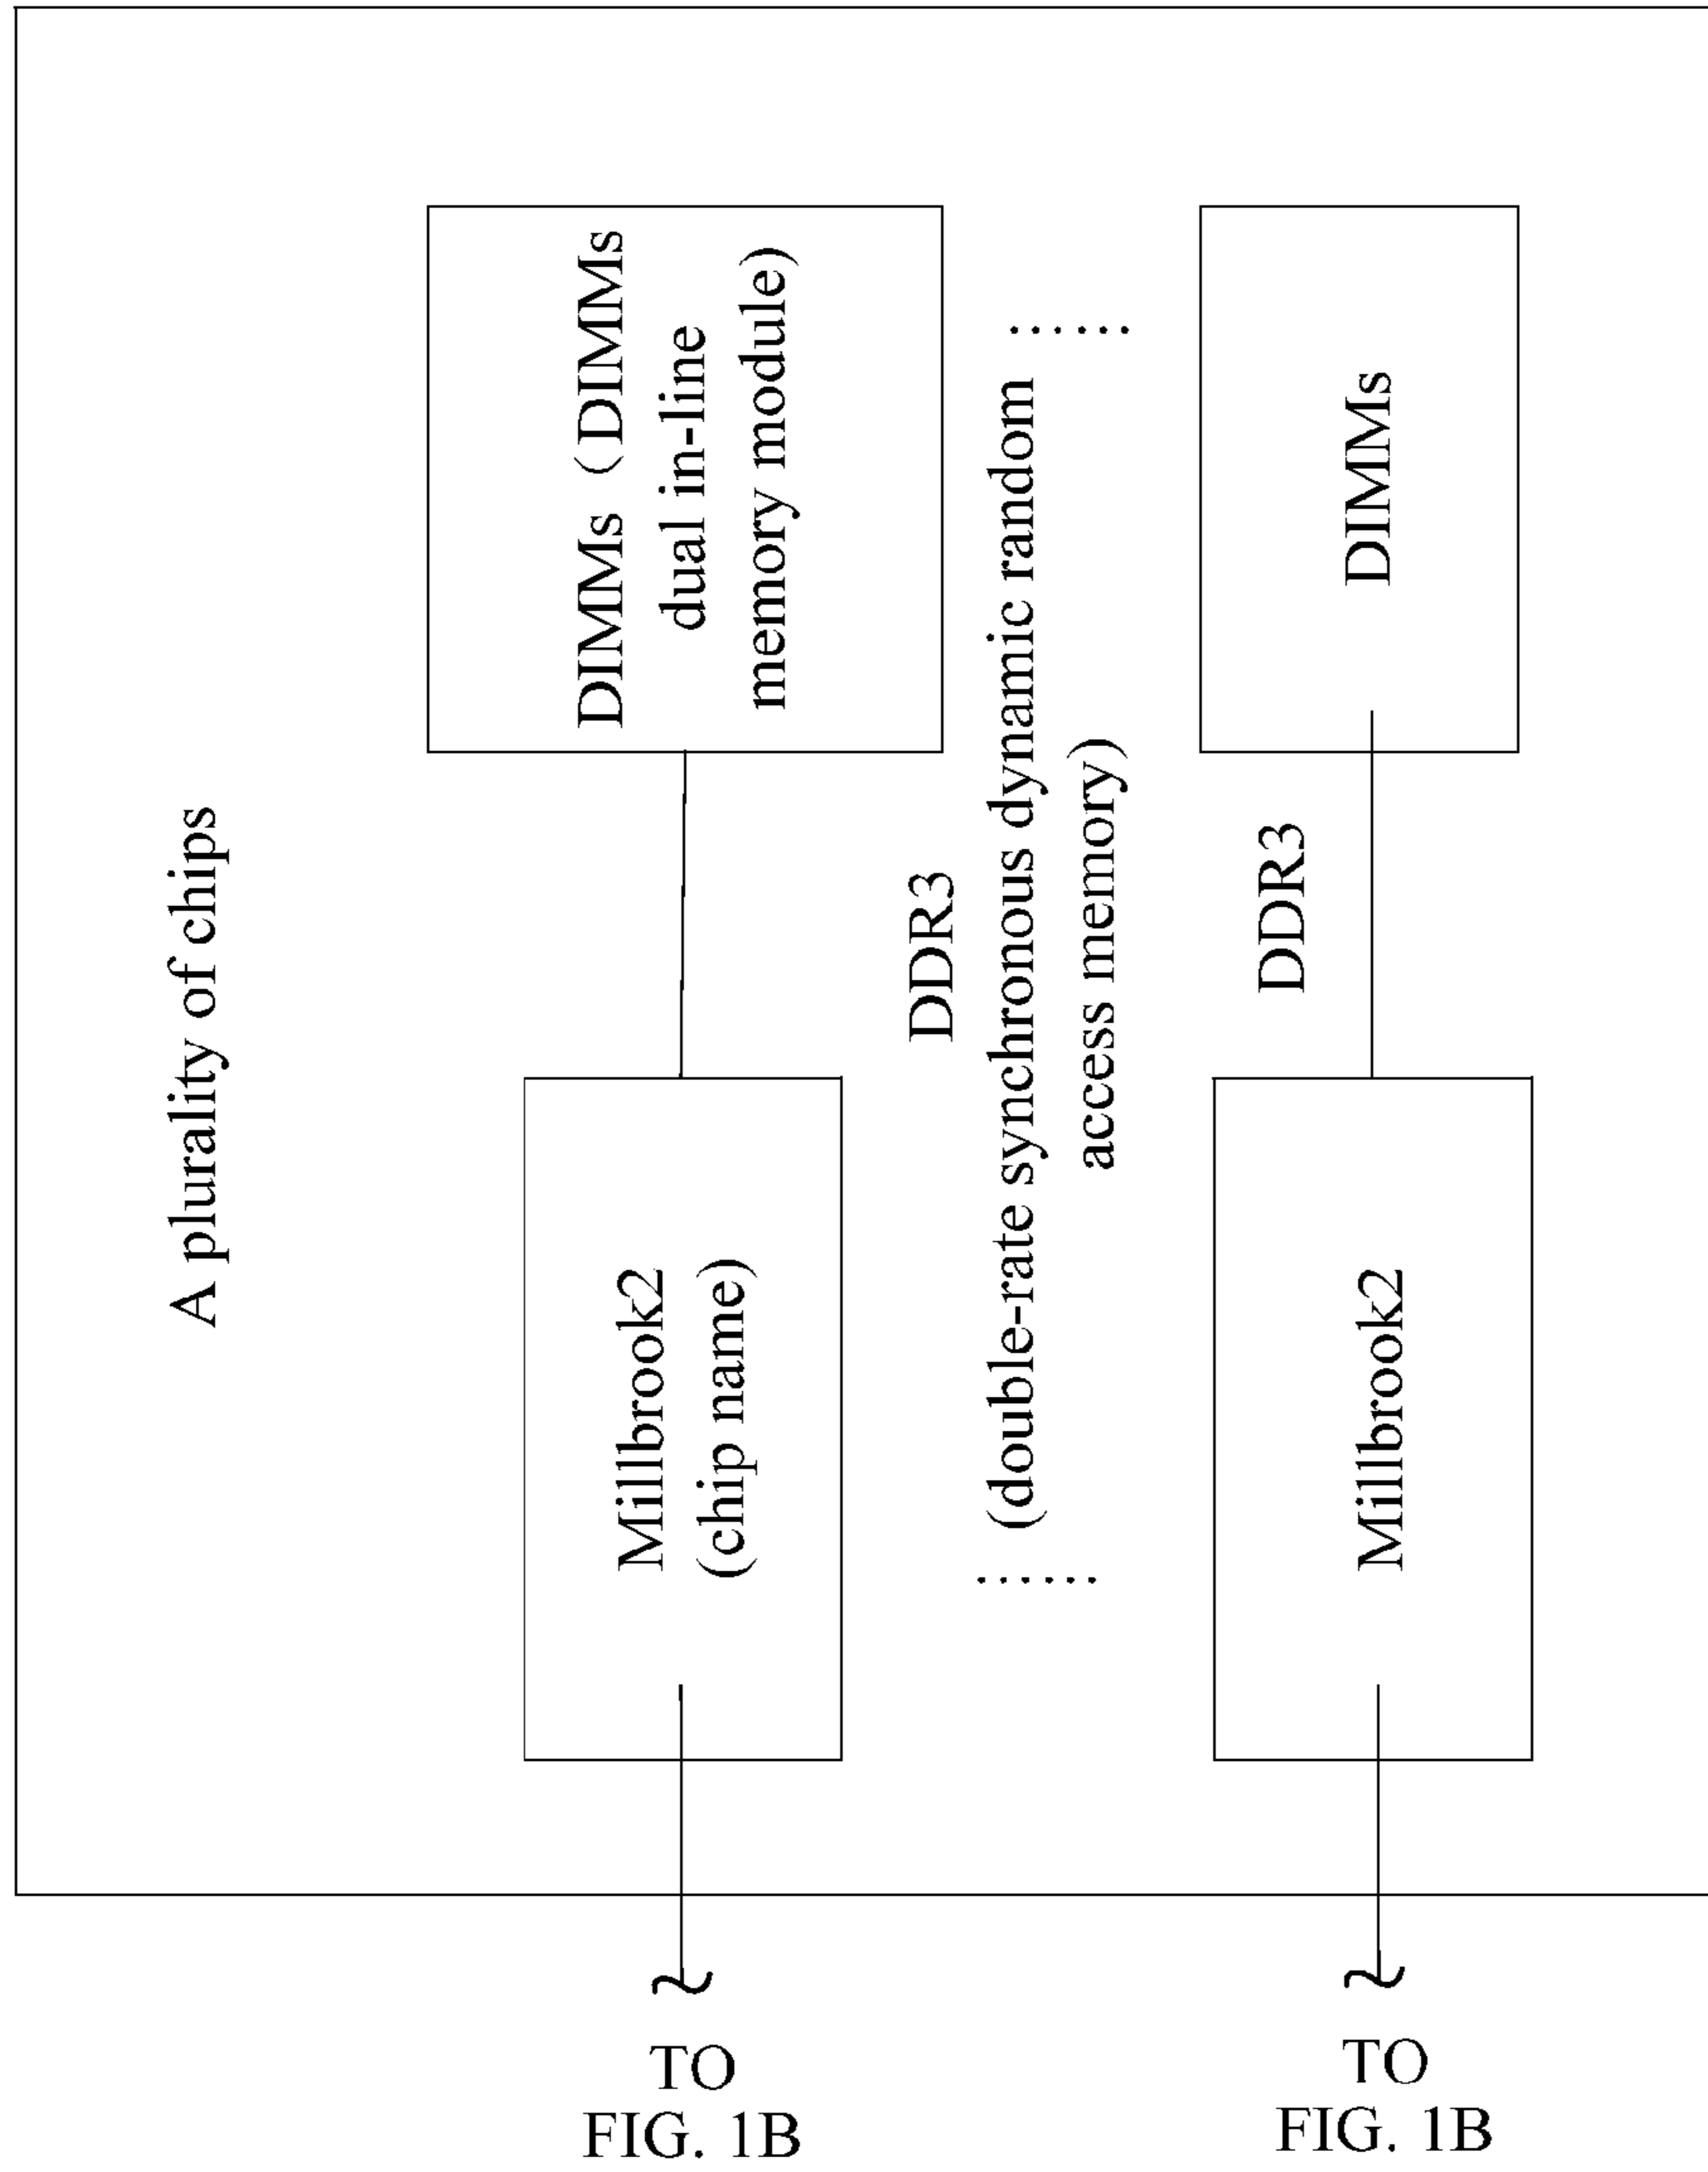 A plurality of chips
Millbrook2
(chip name)
DIMMs (DIMMs
dual in-line
memory module)
DDR3
(double-rate synchronous dynamic random
access memory)
......
......
DDR3
Millbrook2
DIMMs
TO
FIG. 1B
TO
FIG. 1B